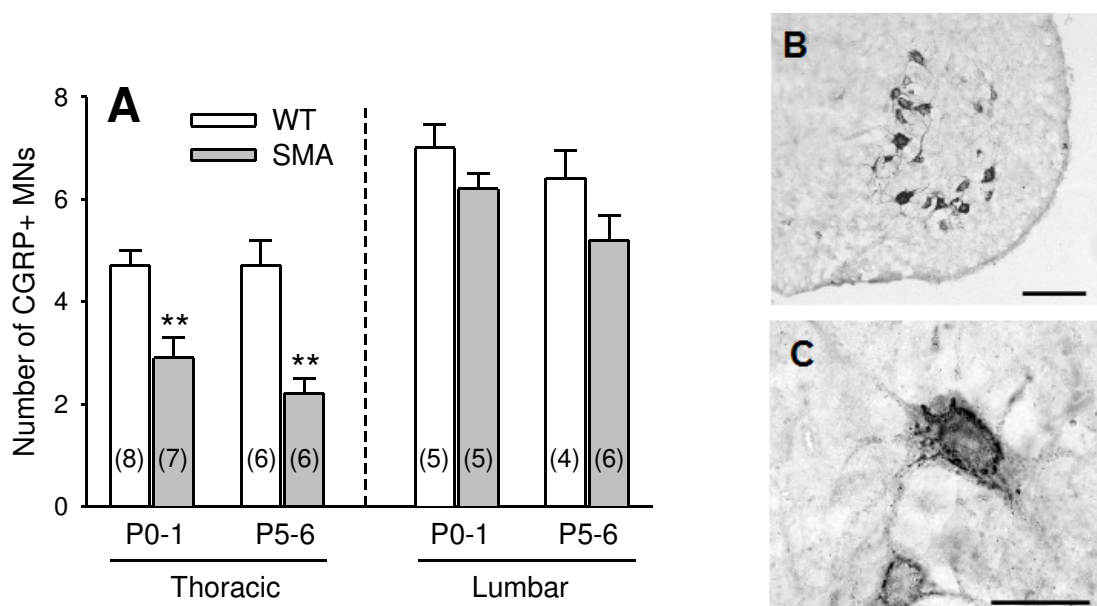 A
WT
SMA
Number of CGRP+ MNs
8
6
4
2
0
** **
(8) (7) (6) (6) (5) (5) (4) (6)
P0-1 P5-6 P0-1 P5-6
Thoracic Lumbar
B
C